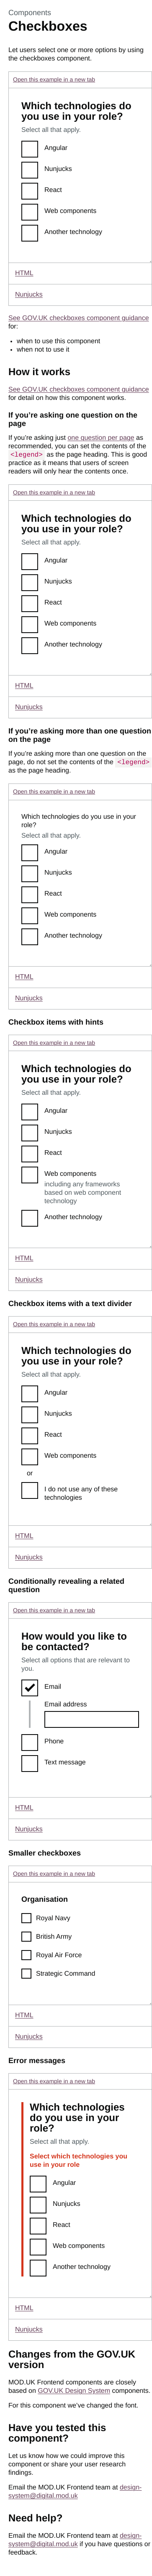 Components
Checkboxes
Let users select one or more options by using
the checkboxes component.
Open this example in a new tab
Which technologies do
you use in your role?
Select all that apply.
Angular
Nunjucks
React
Web components
Another technology
HTML
Nunjucks
See GOV.UK checkboxes component guidance
for:
• when to use this component
• when not to use it
How it works
See GOV.UK checkboxes component guidance
for detail on how this component works.
If you're asking one question on the
page
If you're asking just one question per page as
recommended, you can set the contents of the
<legend> as the page heading. This is good
practice as it means that users of screen
readers will only hear the contents once.
Open this example in a new tab
Which technologies do
you use in your role?
Select all that apply.
Angular
Nunjucks
React
Web components
Another technology
HTML
Nunjucks
If you're asking more than one question
on the page
If you're asking more than one question on the
page, do not set the contents of the <legend>
as the page heading.
Open this example in a new tab
Which technologies do you use in your
role?
Select all that apply.
Angular
Nunjucks
React
Web components
Another technology
HTML
Nunjucks
Checkbox items with hints
Open this example in a new tab
Which technologies do
you use in your role?
Select all that apply.
Angular
Nunjucks
React
Web components
including any frameworks
based on web component
technology
Another technology
HTML
Nunjucks
Checkbox items with a text divider
Open this example in a new tab
Which technologies do
you use in your role?
Select all that apply.
Angular
Nunjucks
React
Web components
or
I do not use any of these
technologies
HTML
Nunjucks
Conditionally revealing a related
question
Open this example in a new tab
How would you like to
be contacted?
Select all options that are relevant to
you.
Email
Email address
Phone
Text message
HTML
Nunjucks
Smaller checkboxes
Open this example in a new tab
Organisation
Royal Navy
British Army
Royal Air Force
Strategic Command
HTML
Nunjucks
Error messages
Open this example in a new tab
Which technologies
do you use in your
role?
Select all that apply.
Select which technologies you
use in your role
Angular
Nunjucks
React
Web components
Another technology
HTML
Nunjucks
Changes from the GOV.UK
version
MOD.UK Frontend components are closely
based on GOV.UK Design System components.
For this component we've changed the font.
Have you tested this
component?
Let us know how we could improve this
component or share your user research
findings.
Email the MOD.UK Frontend team at design-
system@digital.mod.uk
Need help?
Email the MOD.UK Frontend team at design-
system@digital.mod.uk if you have questions or
feedback.